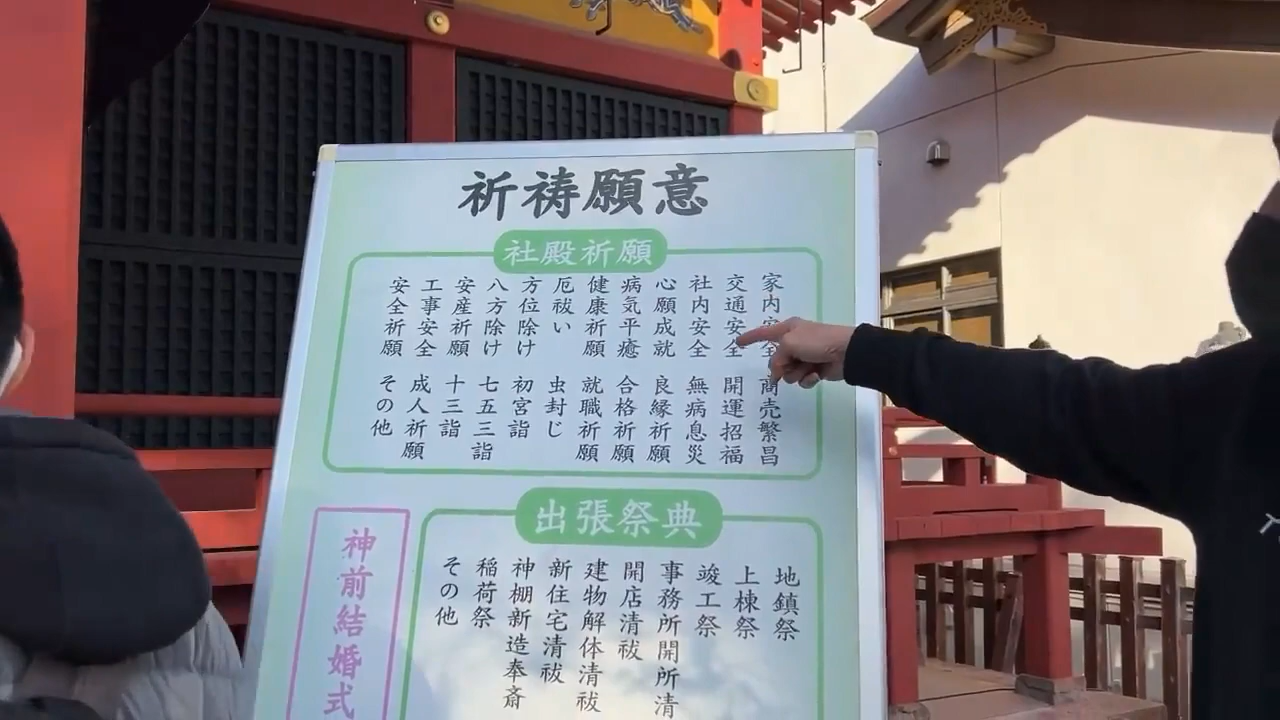 祈祷願意
社殿祈願
家内安全
交通安全
社内安全
心願成就
病気平癒
健康祈願
厄祓い
方位除け
八方除け
安産祈願
工事安全
安全祈願
商売繁昌
開運招福
無病息災
良縁祈願
合格祈願
就職祈願
虫封じ
初宮詣
七五三詣
十三詣
成人祈願
その他
出張祭典
地鎮祭
上棟祭
竣工祭
事務所開所清
開店清祓
建物解体清祓
新住宅清祓
神棚新造奉斎
稲荷祭
その他
神前結婚式